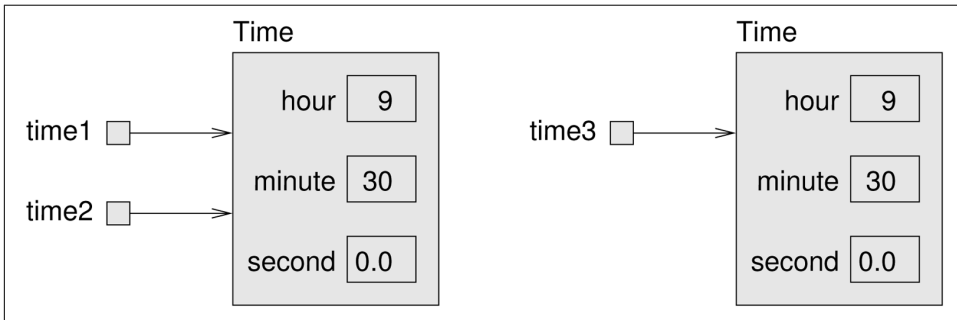 Time
hour 9
time1
minute 30
time2
second 0.0
Time
hour 9
time3
minute 30
second 0.0